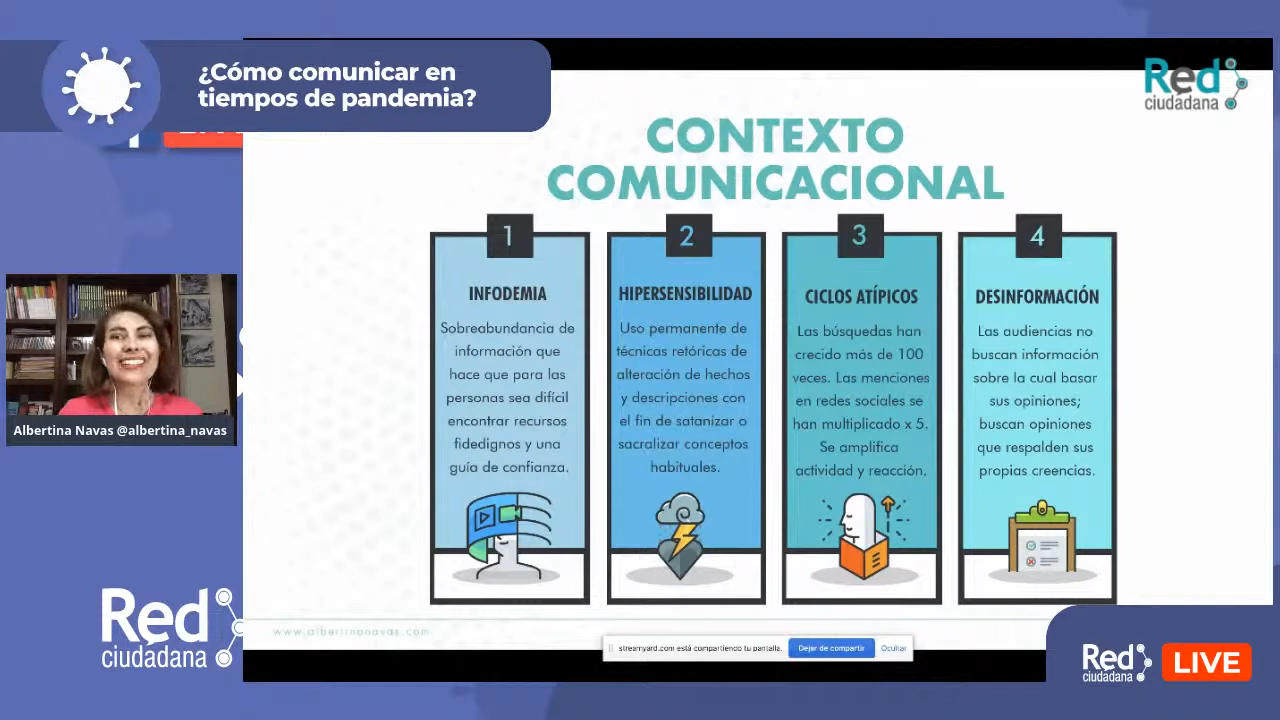 ¿Cómo comunicar en
tiempos de pandemia?
Red
ciudadana
CONTEXTO
COMUNICACIONAL
1
INFODEMIA
Sobreabundancia de
información que
hace que para las
personas sea difícil
encontrar recursos
fidedignos y una
guía de confianza.
2
HIPERSENSIBILIDAD
Uso permanente de
técnicas retóricas de
alteración de hechos
y descripciones con
el fin de satanizar o
sacralizar conceptos
habituales.
3
CICLOS ATÍPICOS
Las búsquedas han
crecido más de 100
veces. Las menciones
en redes sociales se
han multiplicado x 5.
Se amplifica
actividad y reacción.
4
DESINFORMACIÓN
Las audiencias no
buscan información
sobre la cual basar
sus opiniones;
buscan opiniones
que respalden sus
propias creencias.
Albertina Navas @albertina_navas
Red
ciudadana
www.albertinanavas.com
streamyard.com está compartiendo tu pantalla.
Dejar de compartir
Ocultar
Red
ciudadana
LIVE